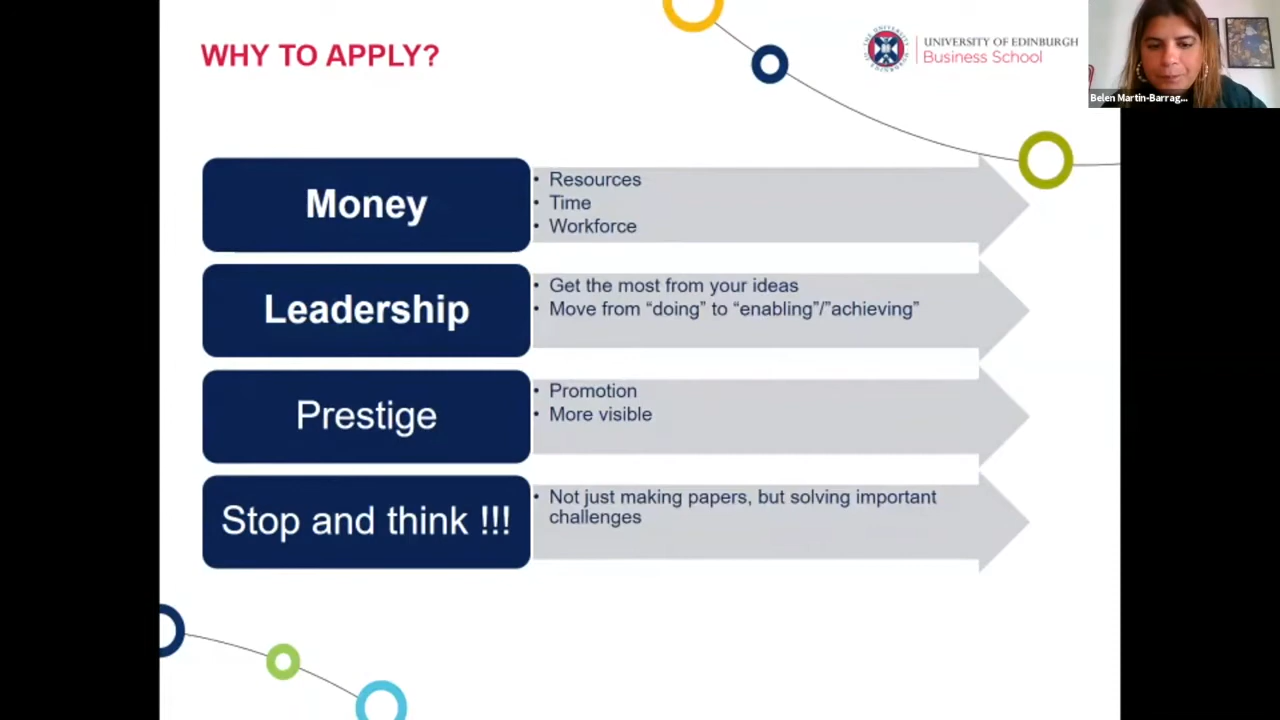 WHY TO APPLY?
UNIVERSITY OF EDINBURGH
Business School
Belen Martin-Barrag...
Money
• Resources
• Time
• Workforce
Leadership
• Get the most from your ideas
• Move from “doing” to “enabling”/”achieving”
Prestige
• Promotion
• More visible
Stop and think !!!
• Not just making papers, but solving important
challenges